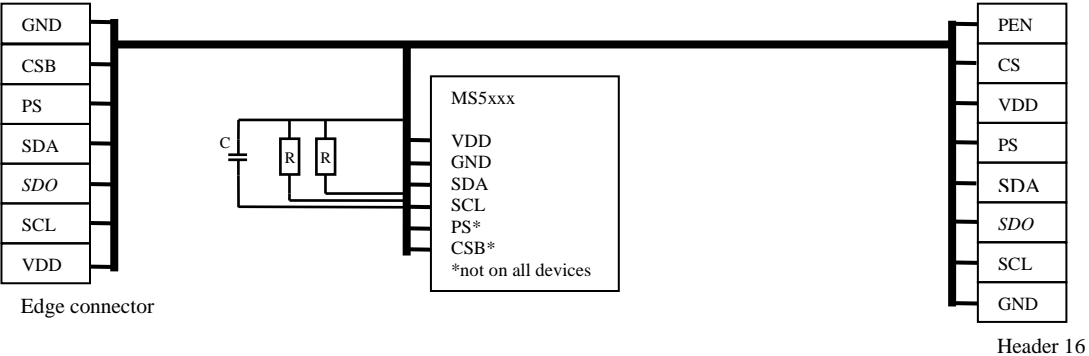 GND
CSB
PS
SDA
SDO
SCL
VDD
Edge connector
C
R
R
MS5xxx
VDD
GND
SDA
SCL
PS*
CSB*
*not on all devices
PEN
CS
VDD
PS
SDA
SDO
SCL
GND
Header 16